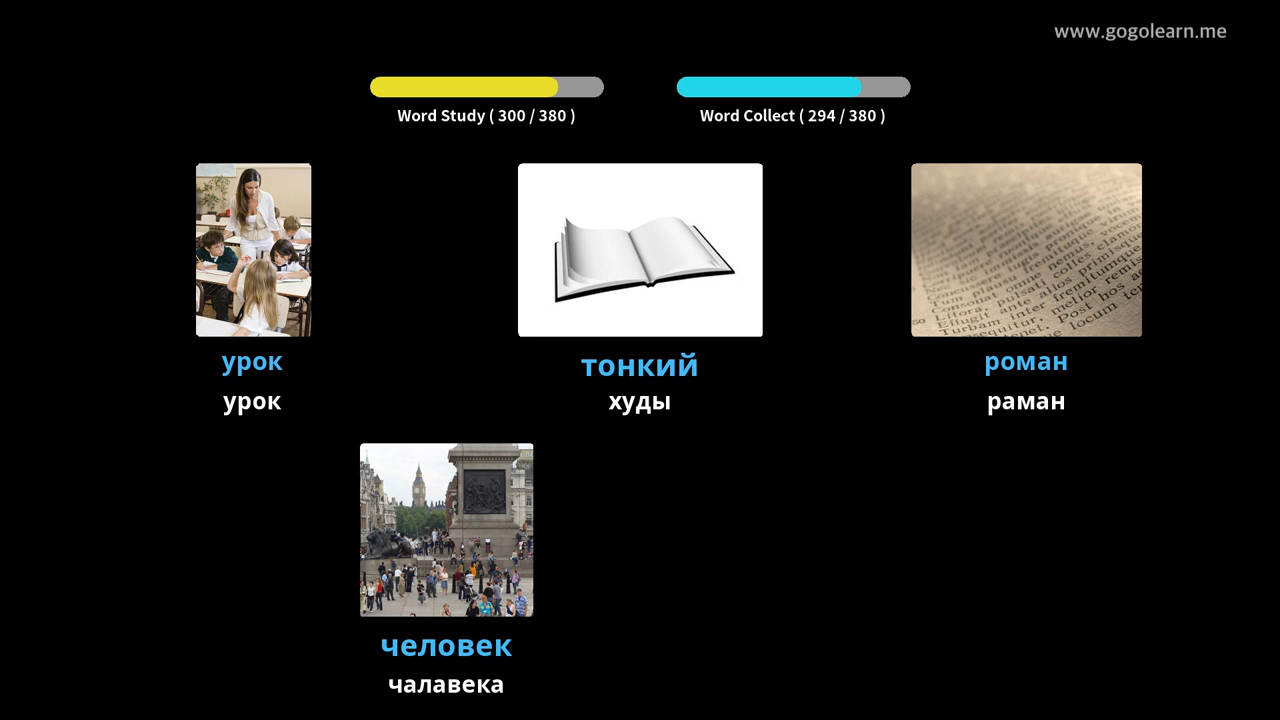 www.gogolearn.me
Word Study ( 300 / 380 )
Word Collect ( 294 / 380 )
урок
урок
тонкий
худы
роман
раман
человек
чалавека